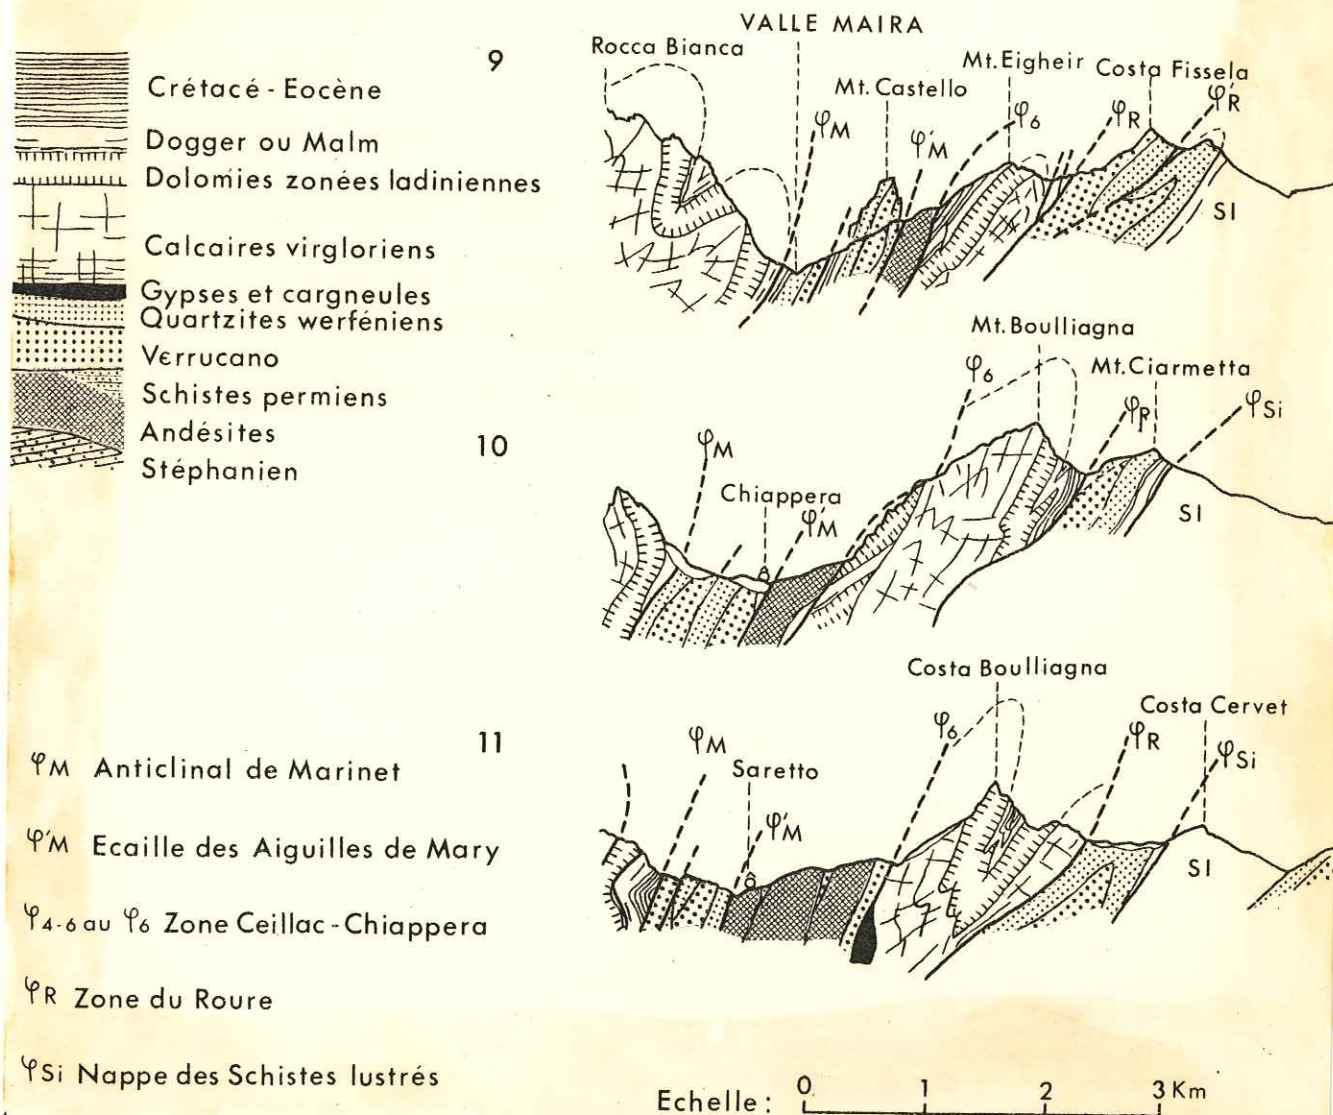 Crétacé - Eocène
Dogger ou Malm
Dolomies zonées ladiniennes
Calcaires virgloriens
Gypses et cargneules
Quartzites werféniens
Verrucano
Schistes permiens
Andésites
Stéphanien
φM Anticlinal de Marinet
φ'M Ecaille des Aiguilles de Mary
φ4-6 au φ6 Zone Ceillac - Chiappera
φR Zone du Roure
φSi Nappe des Schistes lustrés
9
VALLE MAIRA
Rocca Bianca
Mt. Castello
Mt. Eigheir
Costa Fissela
φM
φ'M
φ6
φR
φ'R
SI
10
Mt. Boulliagna
Mt. Ciarmetta
φM
Chiappera
φ'M
φ6
φR
φSi
SI
11
Costa Boulliagna
Costa Cervet
φM
Saretto
φ'M
φ6
φR
φSi
SI
Echelle : 0 1 2 3 Km